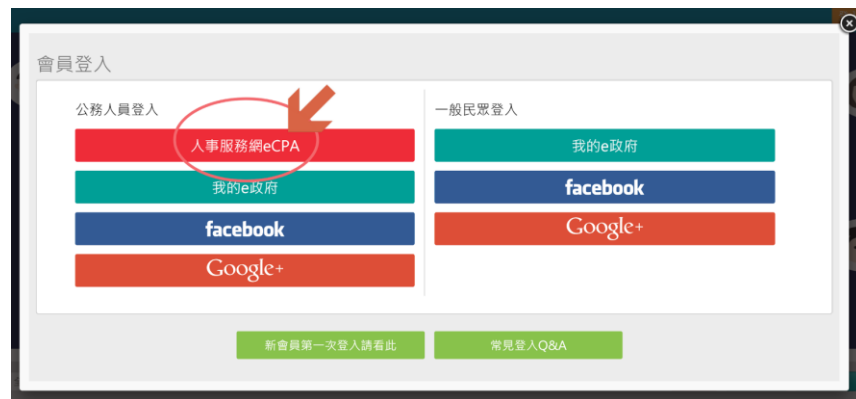 會員登入
公務人員登入
人事服務網eCPA
我的e政府
facebook
Google+
一般民眾登入
我的e政府
facebook
Google+
新會員第一次登入請看此
常見登入Q&A